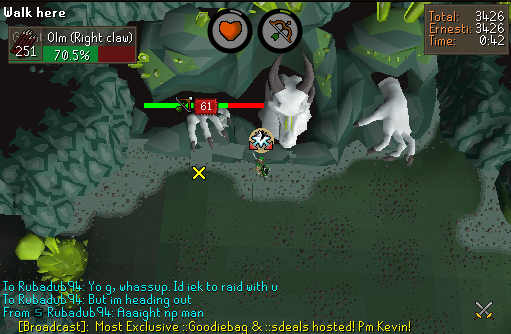 Walk here
Olm (Right claw)
251
70.5%
Total: 3426
Ernesti: 3426
Time: 0:42
61
To Rubadub94: Yo g, whassup. Id iek to raid with u
To Rubadub94: But im heading out
From Rubadub94: Aaaight np man
[Broadcast]: Most Exclusive ::Goodiebag & ::sdeals hosted! Pm Kevin!